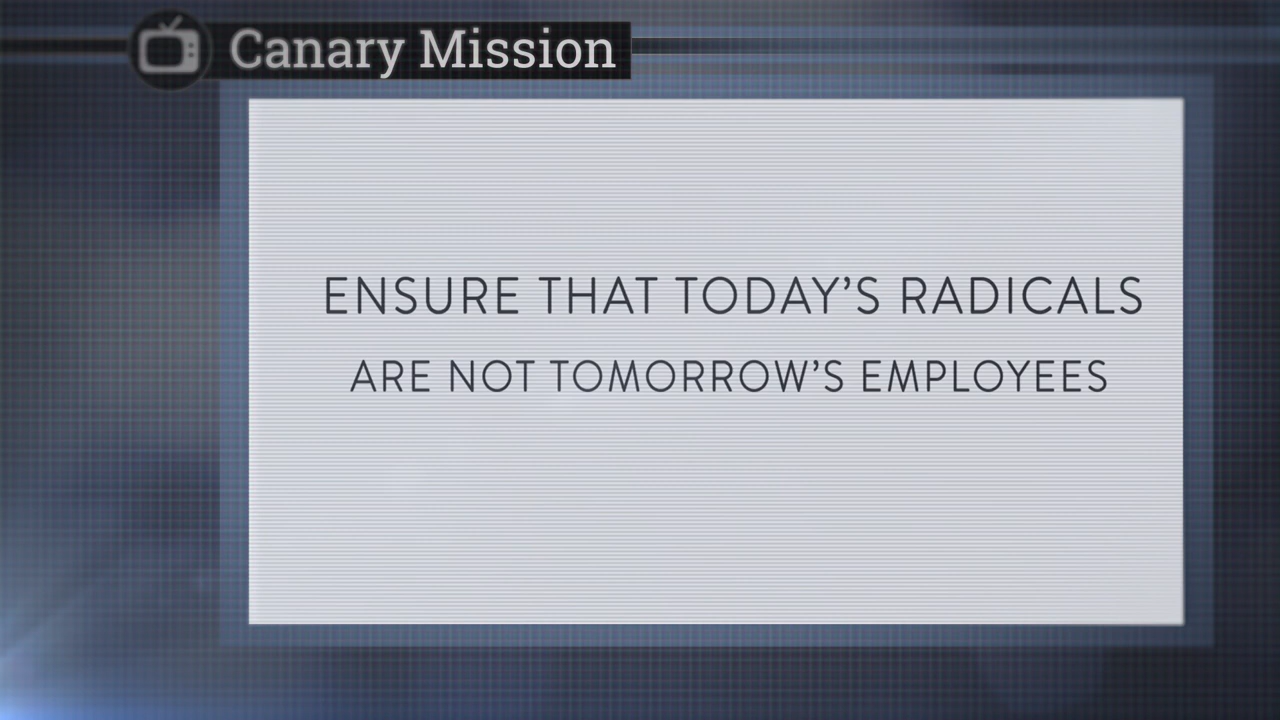 Canary Mission
ENSURE THAT TODAY’S RADICALS
ARE NOT TOMORROW’S EMPLOYEES